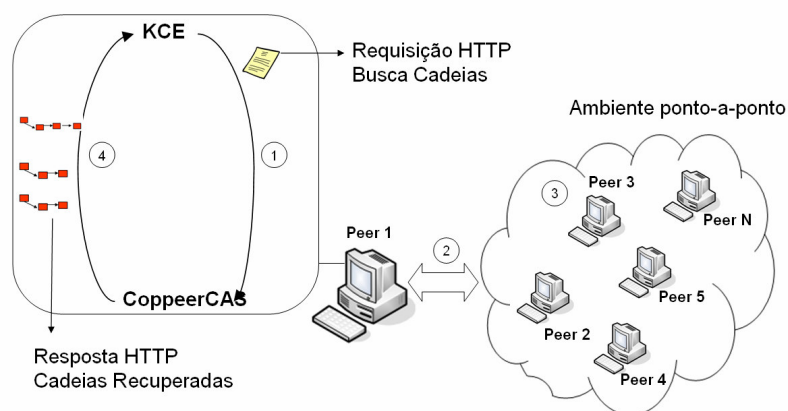 KCE
Requisição HTTP
Busca Cadeias
Ambiente ponto-a-ponto
4
1
3
Peer 3
Peer N
Peer 1
2
Peer 5
CoppeerCAS
Peer 2
Resposta HTTP
Cadeias Recuperadas
Peer 4